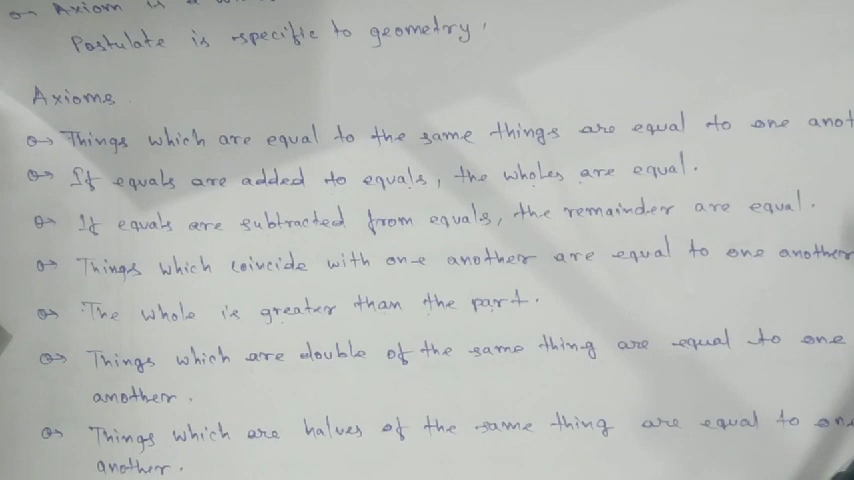 Axiom is a
Postulate is specific to geometry.
Axioms.
Things which are equal to the same things are equal to one anot
If equals are added to equals, the wholes are equal.
If equals are subtracted from equals, the remainder are equal.
Things which coincide with one another are equal to one another
The whole is greater than the part.
Things which are double of the same thing are equal to one
another.
Things which are halves of the same thing are equal to one
another.